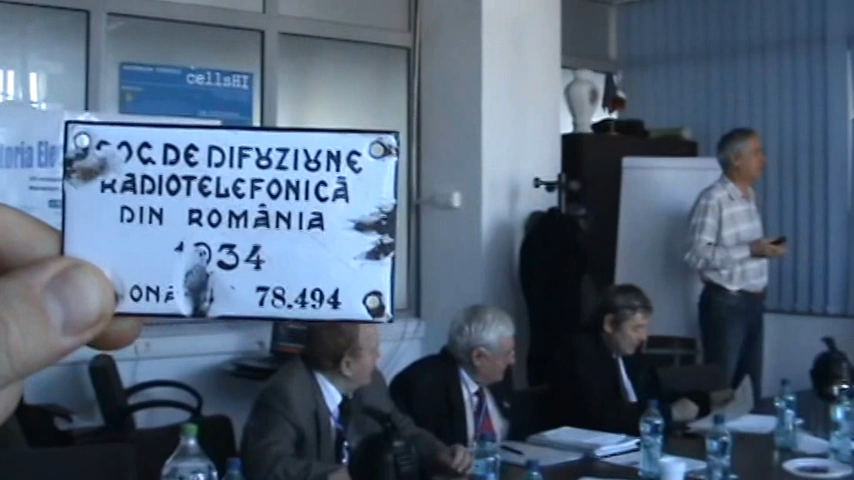 cellsHI
SOC. DE DIFUZIUNE
RADIOTELEFONICĂ
DIN ROMÂNIA
1934
78.494